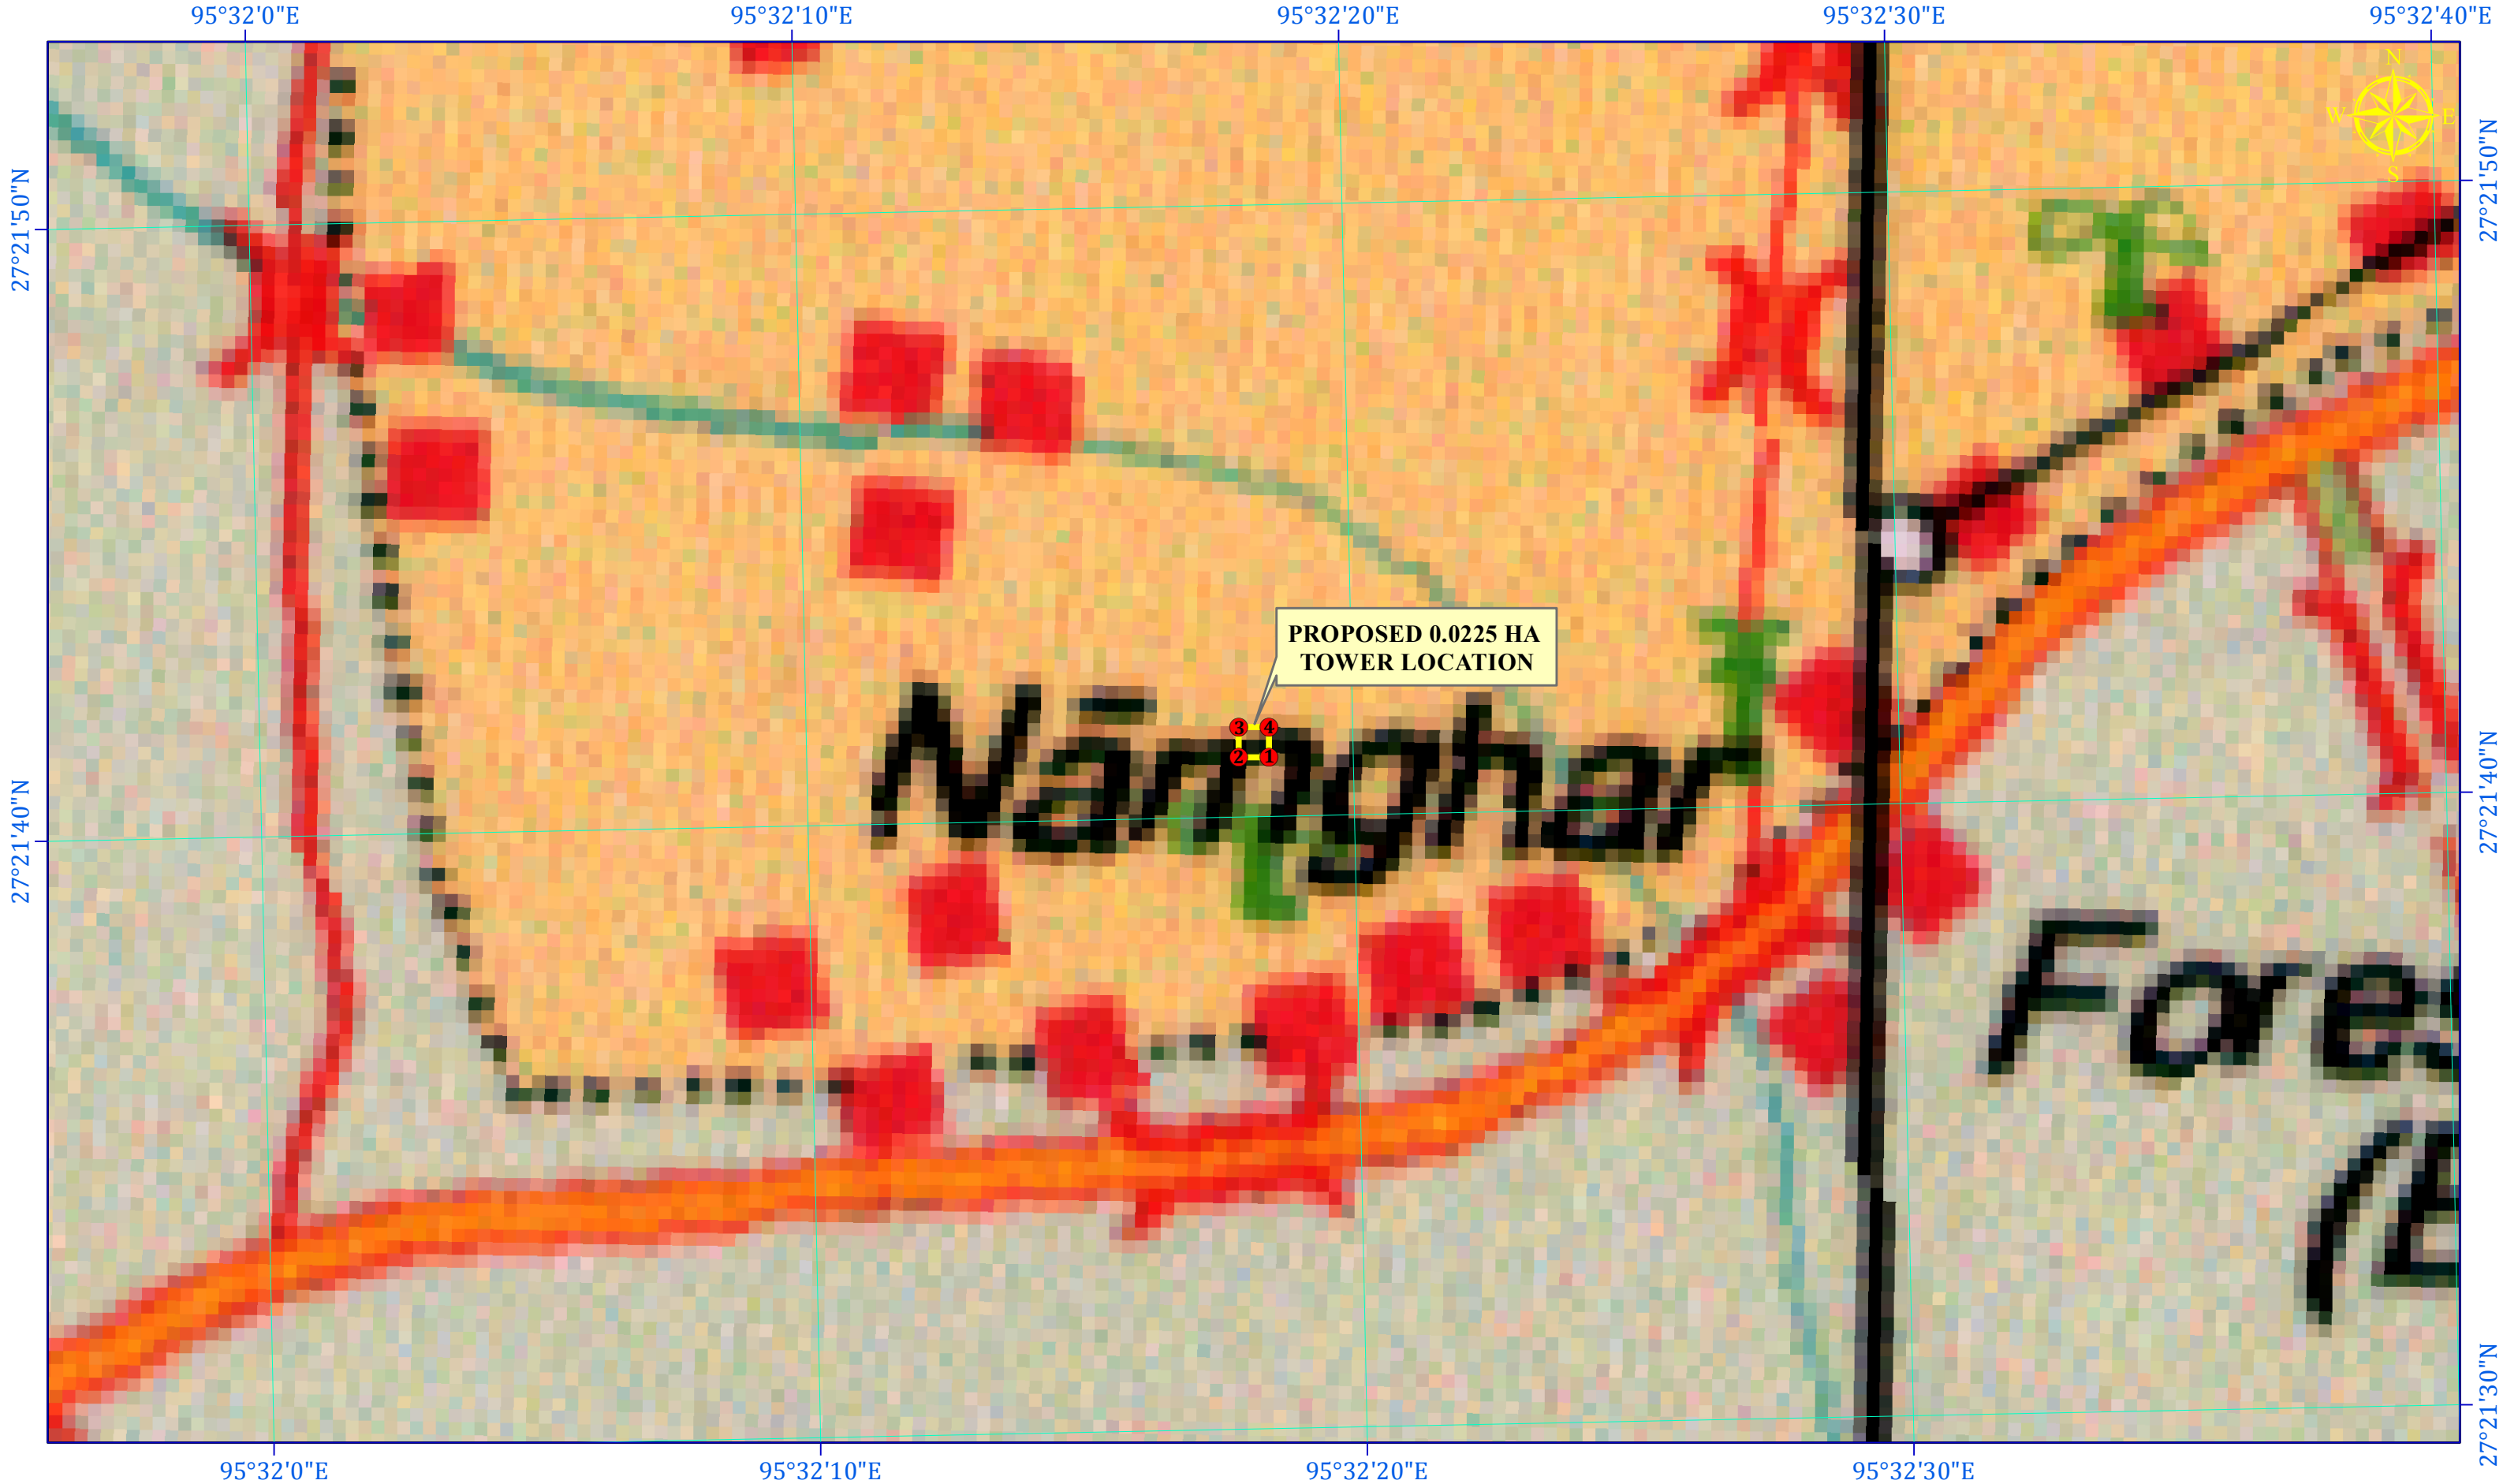 95°32'0"E 95°32'10"E 95°32'20"E 95°32'30"E 95°32'40"E
N
W E
S
27°21'50"N 27°21'50"N
PROPOSED 0.0225 HA
TOWER LOCATION
3 4
2 1
Nāmghar
27°21'40"N 27°21'40"N
T
Fore
27°21'30"N
95°32'0"E 95°32'10"E 95°32'20"E 95°32'30"E